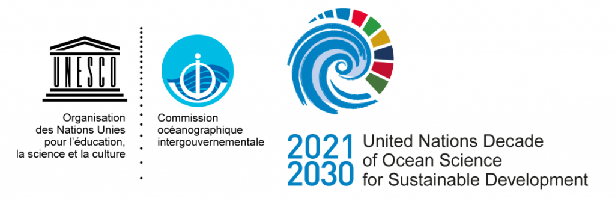 UNESCO
Organisation
des Nations Unies
pour l'éducation,
la science et la culture
Commission
océanographique
intergouvernementale
2021
2030
United Nations Decade
of Ocean Science
for Sustainable Development